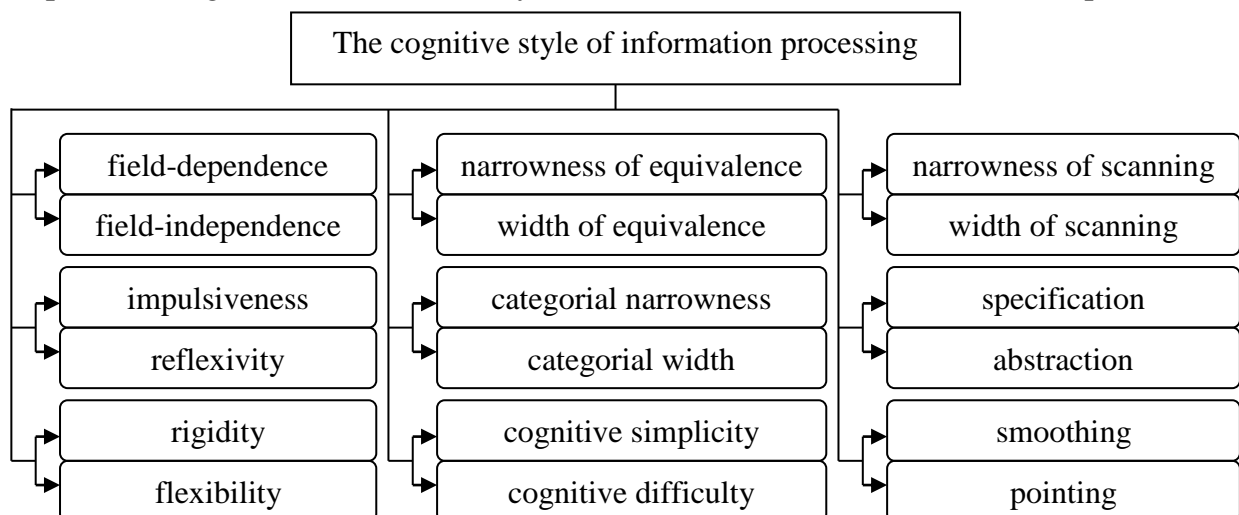 The cognitive style of information processing
field-dependence
field-independence
impulsiveness
reflexivity
rigidity
flexibility
narrowness of equivalence
width of equivalence
categorial narrowness
categorial width
cognitive simplicity
cognitive difficulty
narrowness of scanning
width of scanning
specification
abstraction
smoothing
pointing